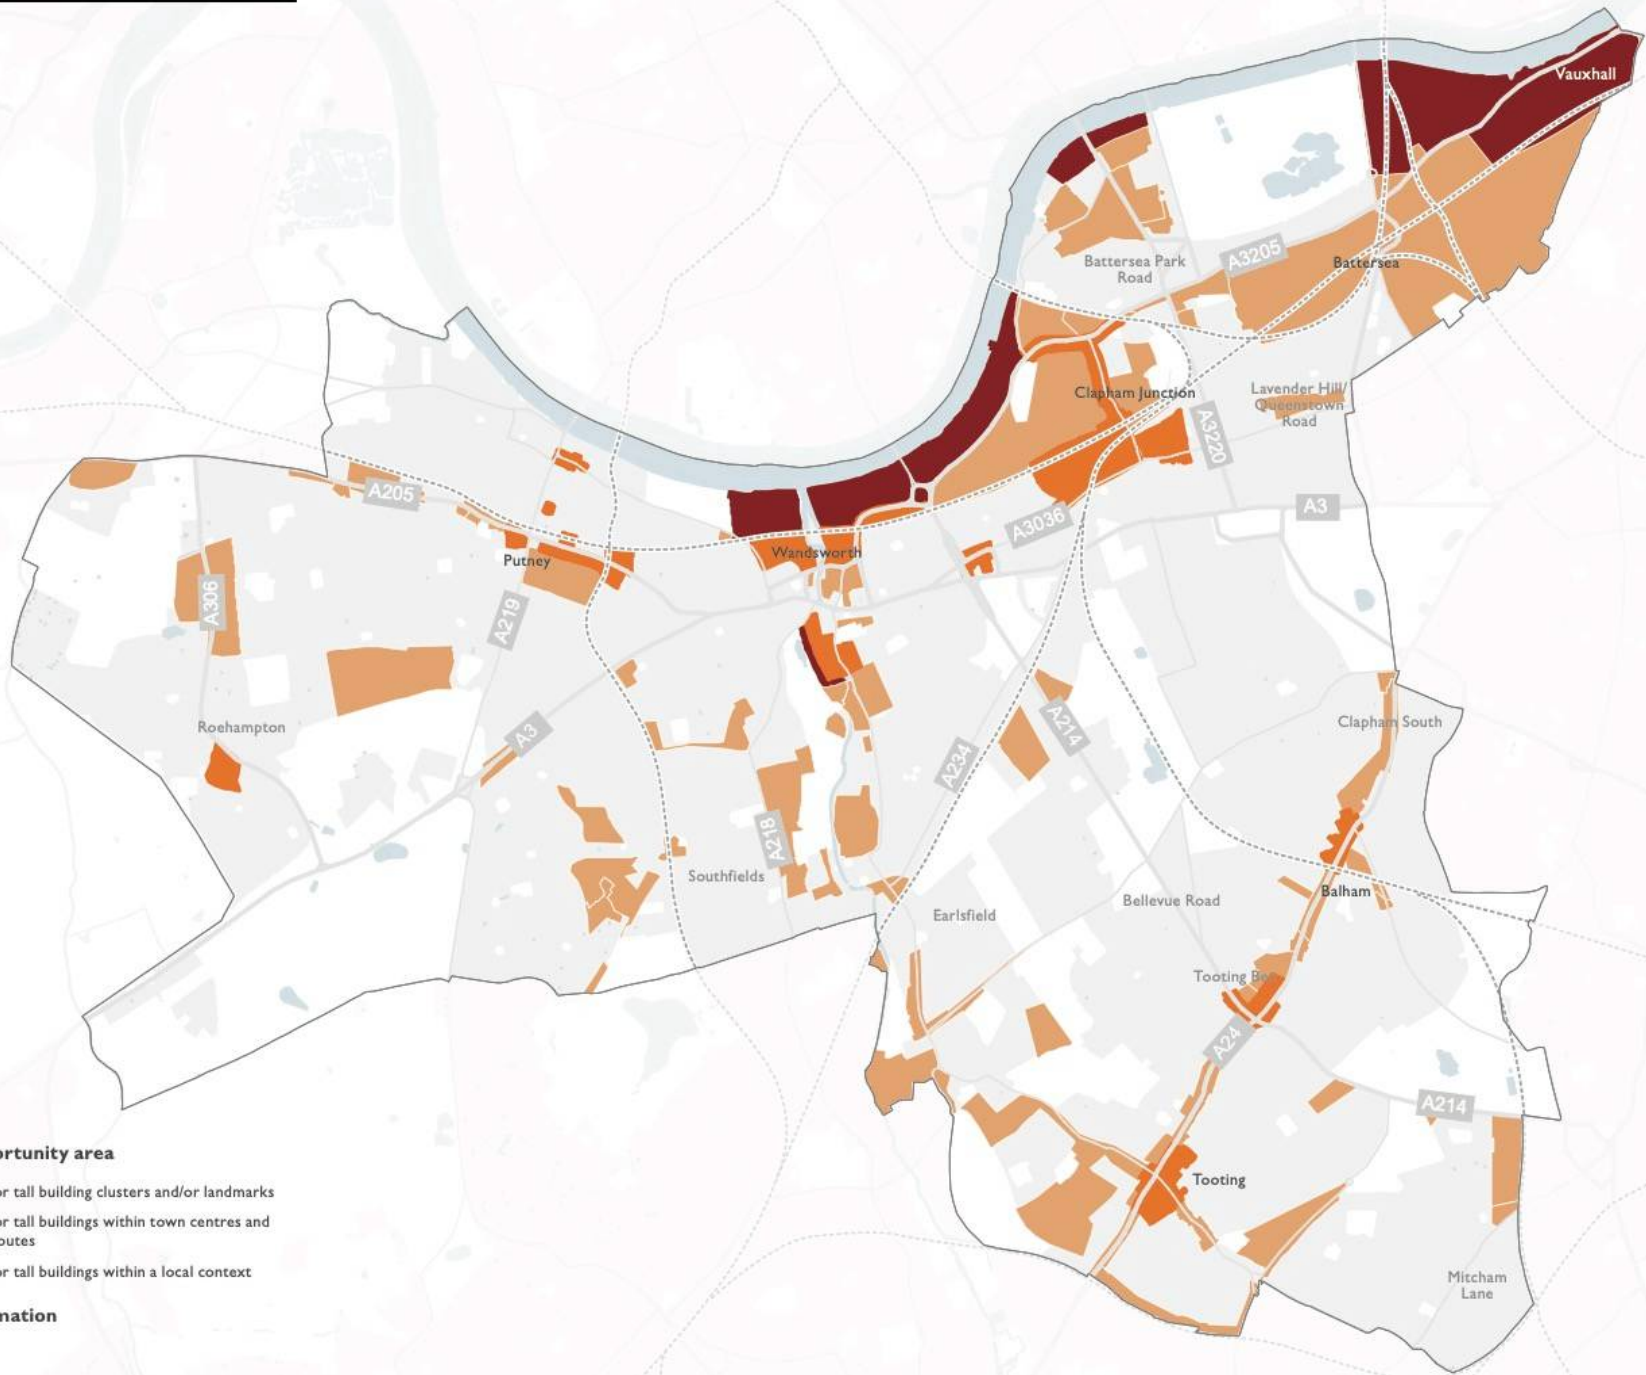 Vauxhall
Battersea Park
Road
A3205
Battersea
Clapham Junction
Lavender Hill/
Queenstown
Road
A3220
A205
A3036
A3
Putney
Wandsworth
A306
A219
Roehampton
A3
A214
Clapham South
A234
A218
Southfields
Earlsfield
Bellevue Road
Balham
Tooting Be
A24
A214
Tooting
Mitcham
Lane
ortunity area
or tall building clusters and/or landmarks
or tall buildings within town centres and
outes
or tall buildings within a local context
mation